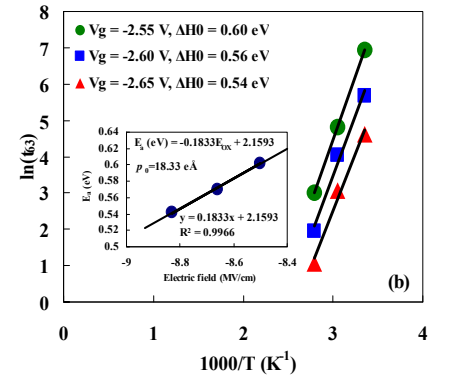 8
7
6
5
4
3
2
1
0
ln(t63)
Vg = -2.55 V, ΔH0 = 0.60 eV
Vg = -2.60 V, ΔH0 = 0.56 eV
Vg = -2.65 V, ΔH0 = 0.54 eV
0.64
0.62
0.6
0.58
0.56
0.54
0.52
0.5
Ea (eV)
Ea (eV) = -0.1833EOX + 2.1593
p0=18.33 eÅ
y = 0.1833x + 2.1593
R² = 0.9966
-9 -8.8 -8.6 -8.4
Electric field (MV/cm)
(b)
0 1 2 3 4
1000/T (K-1)